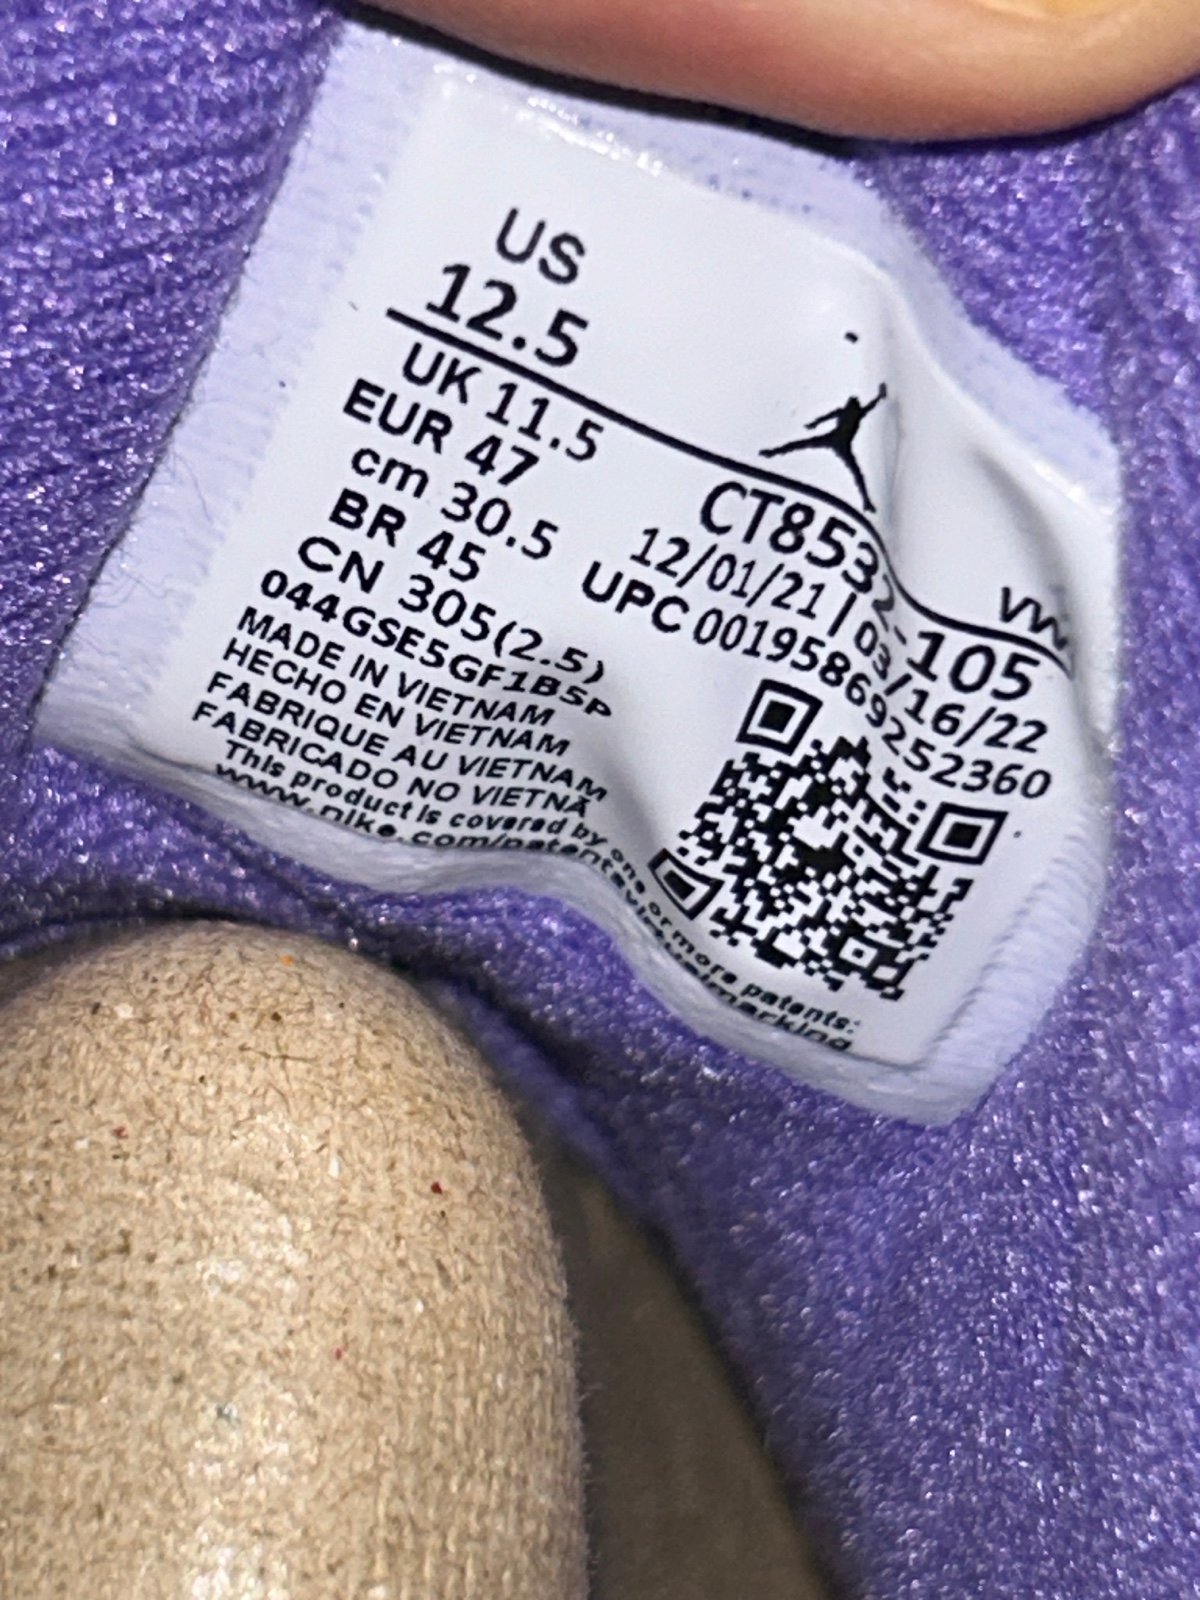 US
12.5
UK 11.5
EUR 47
cm 30.5
BR 45
CN 305(2.5)
044GSE5GF1B5P
MADE IN VIETNAM
HECHO EN VIETNAM
FABRIQUE AU VIETNAM
FABRICADO NO VIETNÃ
This product is covered by one or more patents:
www.nike.com/patentsvirtualmarking
CT8532-105
12/01/21 | 03/16/22
UPC 00195869252360